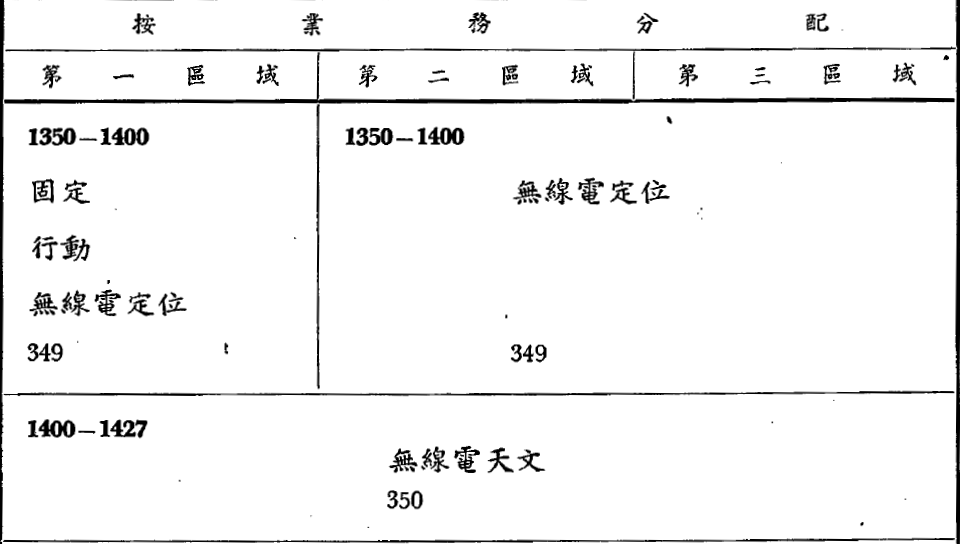 按業務分配
第一區域 第二區域 第三區域
1350—1400
固定
行動
無線電定位
349
1350—1400
無線電定位
349
1400—1427
無線電天文
350